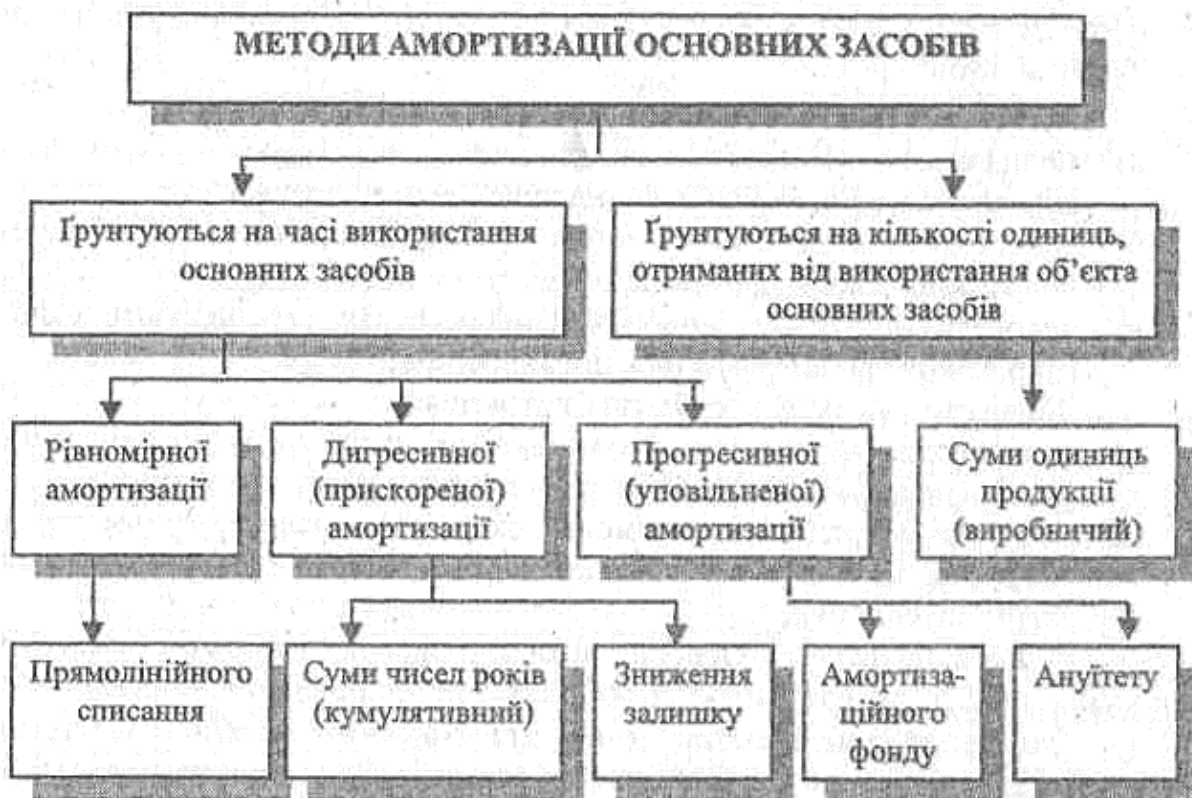 МЕТОДИ АМОРТИЗАЦІЇ ОСНОВНИХ ЗАСОБІВ
Ґрунтуються на часі використання
основних засобів
Ґрунтуються на кількості одиниць,
отриманих від використання об’єкта
основних засобів
Рівномірної
амортизації
Дигресивної
(прискореної)
амортизації
Прогресивної
(уповільненої)
амортизації
Суми одиниць
продукції
(виробничий)
Прямолінійного
списання
Суми чисел років
(кумулятивний)
Зниження
залишку
Амортиза-
ційного
фонду
Ануїтету